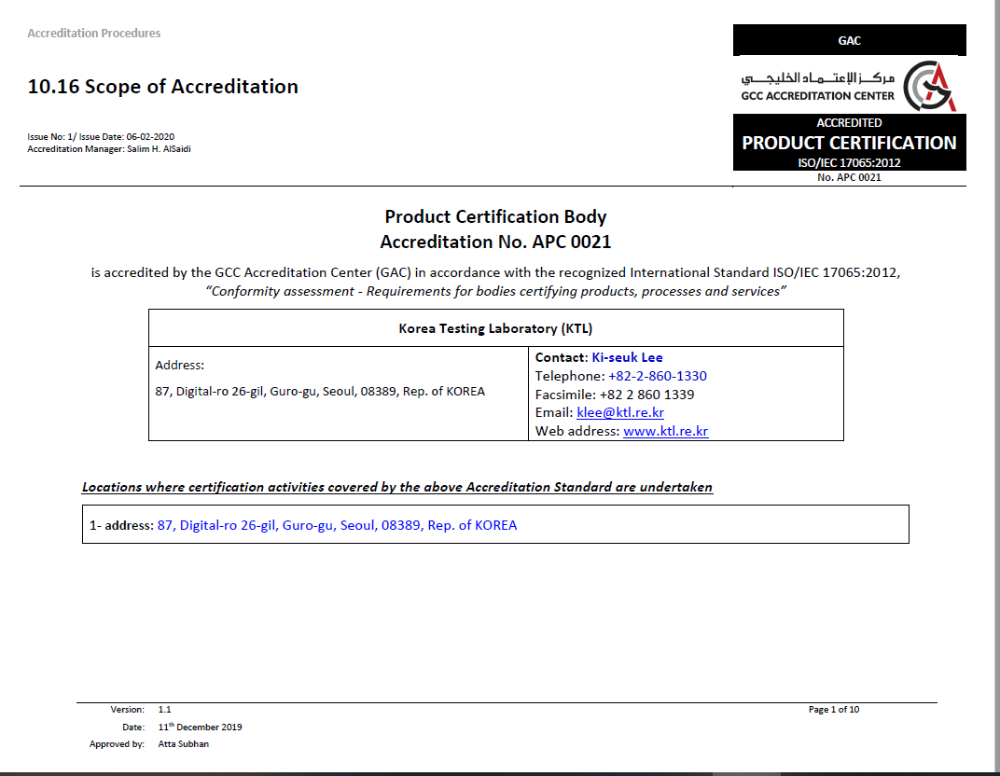 Accreditation Procedures
10.16 Scope of Accreditation
Issue No: 1/ Issue Date: 06-02-2020
Accreditation Manager: Salim H. AlSaidi
GAC
مركز الإعتماد الخليجي
GCC ACCREDITATION CENTER
ACCREDITED
PRODUCT CERTIFICATION
ISO/IEC 17065:2012
No. APC 0021
Product Certification Body
Accreditation No. APC 0021
is accredited by the GCC Accreditation Center (GAC) in accordance with the recognized International Standard ISO/IEC 17065:2012,
“Conformity assessment - Requirements for bodies certifying products, processes and services”
Korea Testing Laboratory (KTL)
Address:
87, Digital-ro 26-gil, Guro-gu, Seoul, 08389, Rep. of KOREA
Contact: Ki-seuk Lee
Telephone: +82-2-860-1330
Facsimile: +82 2 860 1339
Email: klee@ktl.re.kr
Web address: www.ktl.re.kr
Locations where certification activities covered by the above Accreditation Standard are undertaken
1- address: 87, Digital-ro 26-gil, Guro-gu, Seoul, 08389, Rep. of KOREA
Version: 1.1
Page 1 of 10
Date: 11th December 2019
Approved by: Atta Subhan